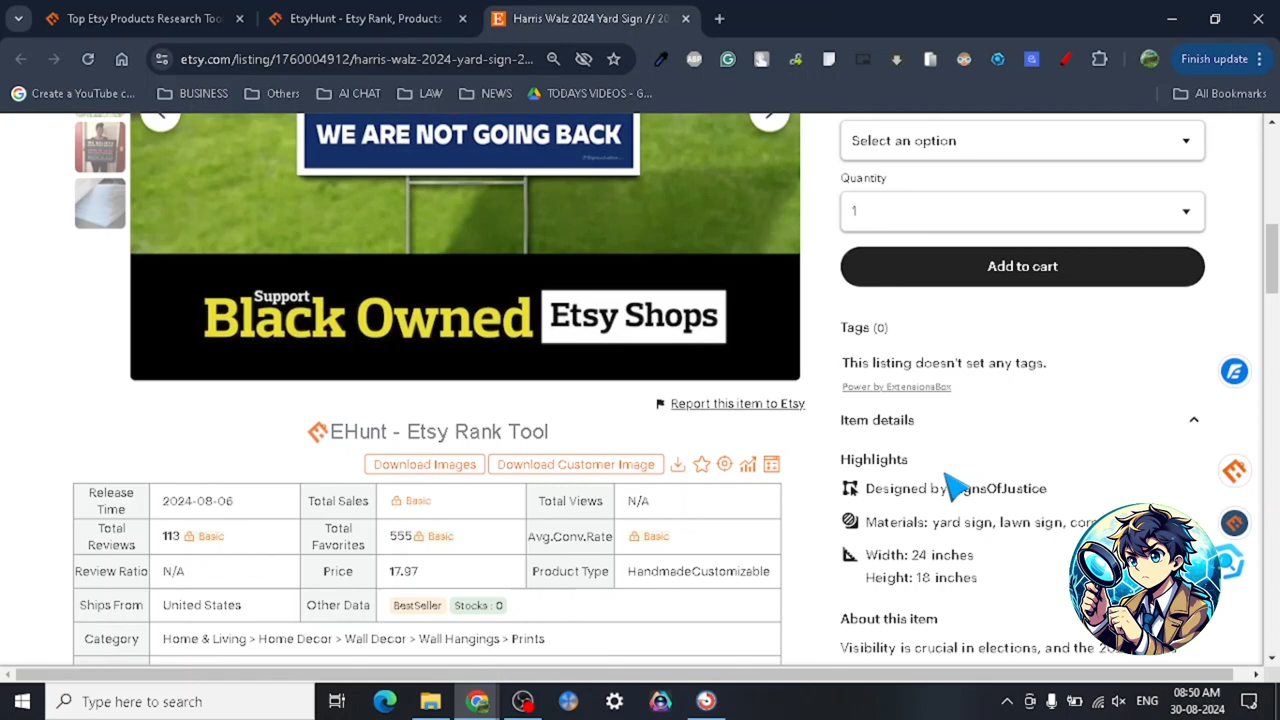 Top Etsy Products Research Too
EtsyHunt - Etsy Rank, Products
Harris Walz 2024 Yard Sign // 20
etsy.com/listing/1760004912/harris-walz-2024-yard-sign-2...
Finish update
Create a YouTube c...
BUSINESS
Others
AI CHAT
LAW
NEWS
TODAYS VIDEOS - G...
All Bookmarks
WE ARE NOT GOING BACK
Support
Black Owned Etsy Shops
Select an option
Quantity
1
Add to cart
Tags (0)
This listing doesn't set any tags.
Power by ExtensionsBox
Report this item to Etsy
Item details
EHunt - Etsy Rank Tool
Highlights
Download Images
Download Customer Image
Designed by SignsOfJustice
Release Time 2024-08-06 Total Sales Basic Total Views N/A
Materials: yard sign, lawn sign, cor
Total Reviews 113 Basic Total Favorites 555 Basic Avg.Conv.Rate Basic
Width: 24 inches
Height: 18 inches
Review Ratio N/A Price 17.97 Product Type HandmadeCustomizable
Ships From United States Other Data BestSeller Stocks : 0
About this item
Category Home & Living > Home Decor > Wall Decor > Wall Hangings > Prints
Visibility is crucial in elections, and the 20
Type here to search
ENG
08:50 AM
30-08-2024